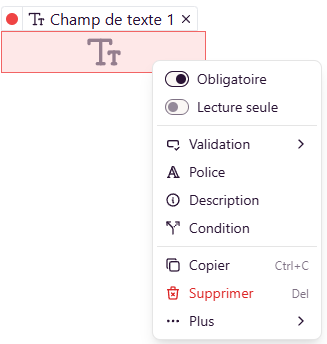 Champ de texte 1
Obligatoire
Lecture seule
Validation
Police
Description
Condition
Copier Ctrl+C
Supprimer Del
Plus